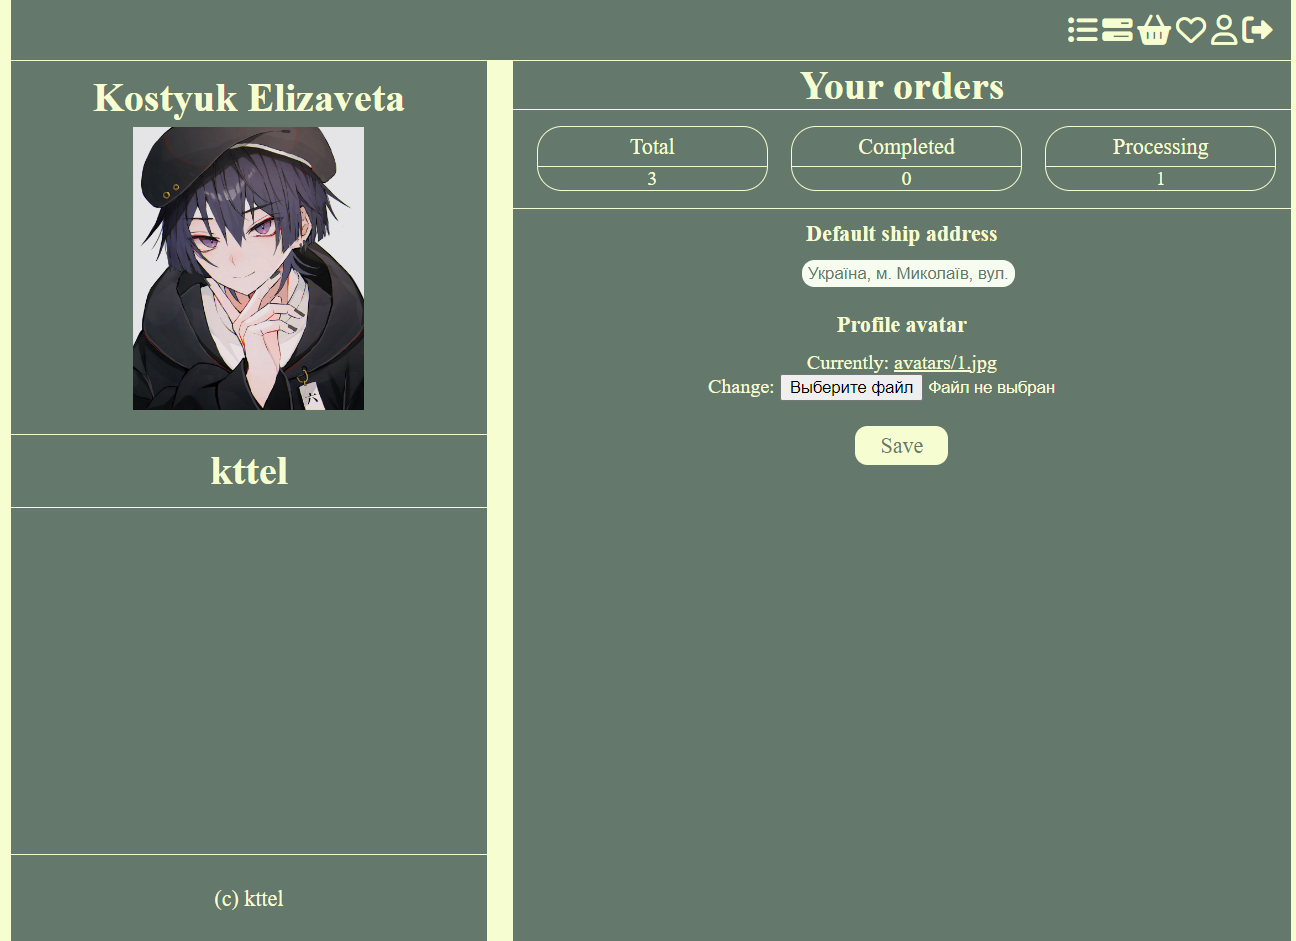 Kostyuk Elizaveta
六
kttel
(c) kttel
Your orders
Total
3
Completed
0
Processing
1
Default ship address
Україна, м. Миколаїв, вул.
Profile avatar
Currently: avatars/1.jpg
Change: Выберите файл Файл не выбран
Save